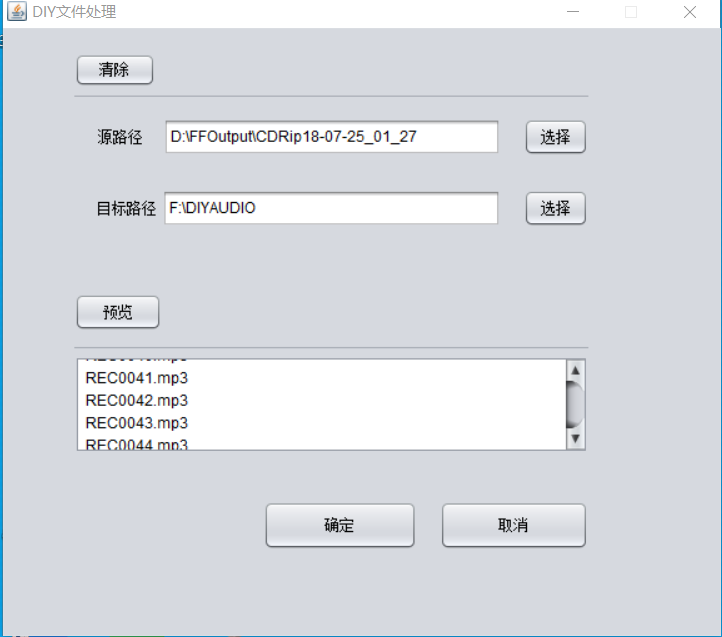 DIY文件处理
清除
源路径 D:\FFOutput\CDRip18-07-25_01_27 选择
目标路径 F:\DIYAUDIO 选择
预览
REC0041.mp3
REC0042.mp3
REC0043.mp3
REC0044.mp3
确定 取消